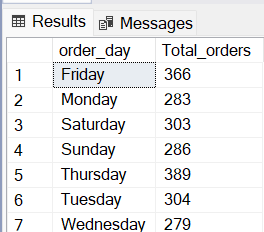 Results Messages
order_day Total_orders
1 Friday 366
2 Monday 283
3 Saturday 303
4 Sunday 286
5 Thursday 389
6 Tuesday 304
7 Wednesday 279